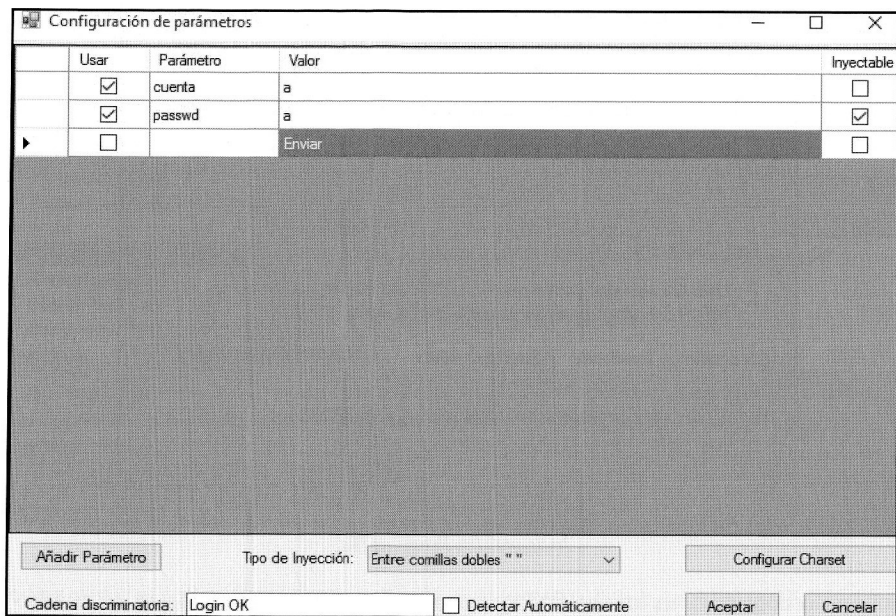 Configuración de parámetros
Usar Parámetro Valor Inyectable
cuenta a
passwd a
Enviar
Añadir Parámetro Tipo de Inyección: Entre comillas dobles " " Configurar Charset
Cadena discriminatoria: Login OK Detectar Automáticamente Aceptar Cancelar